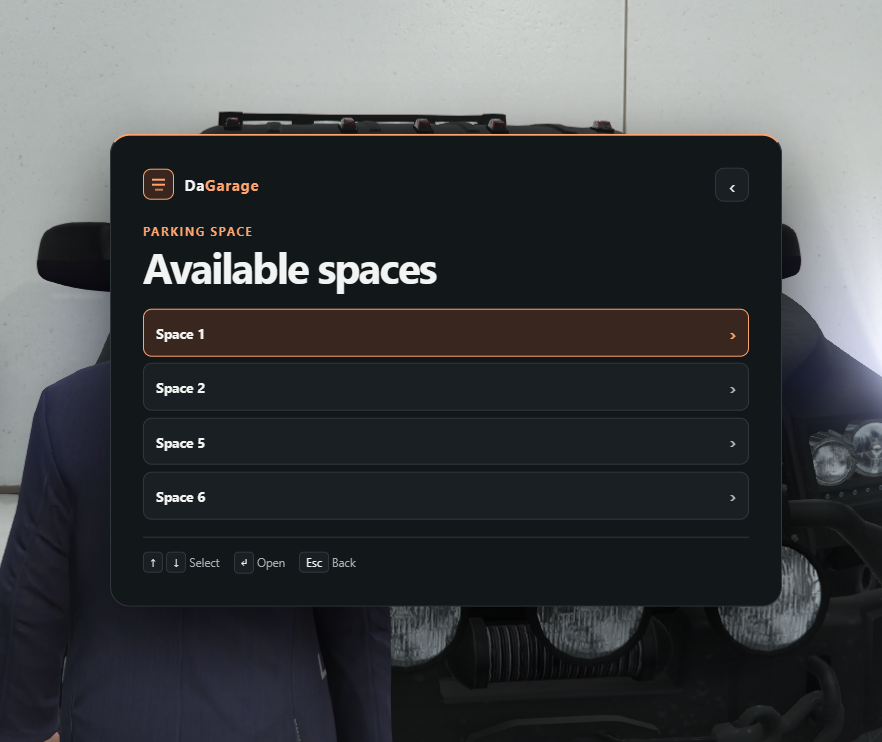 DaGarage
PARKING SPACE
Available spaces
Space 1
Space 2
Space 5
Space 6
↑ ↓ Select ↵ Open Esc Back